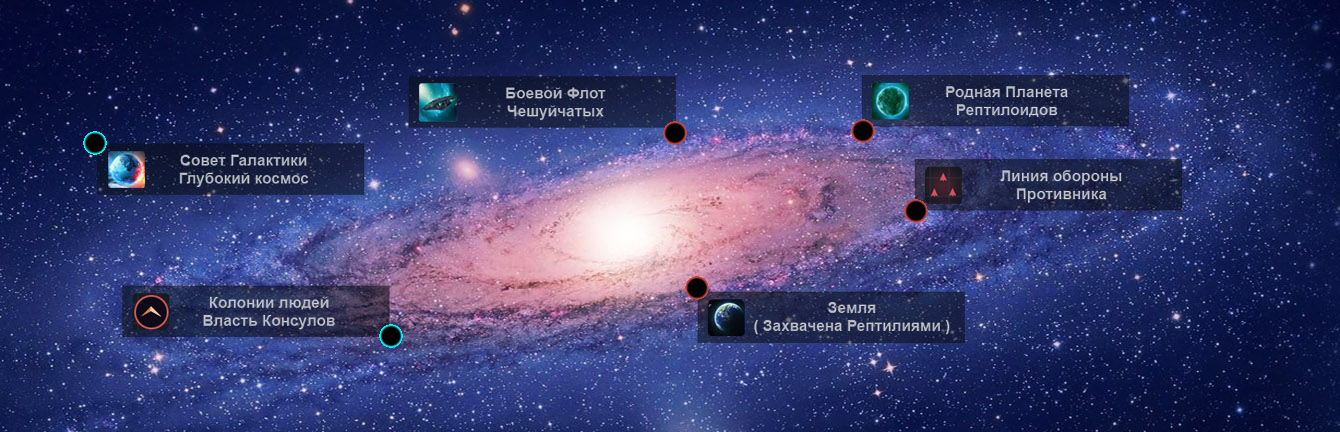 Боевой Флот
Чешуйчатых
Родная Планета
Рептилоидов
Совет Галактики
Глубокий космос
Линия обороны
Противника
Колонии людей
Власть Консулов
Земля
( Захвачена Рептилиями )